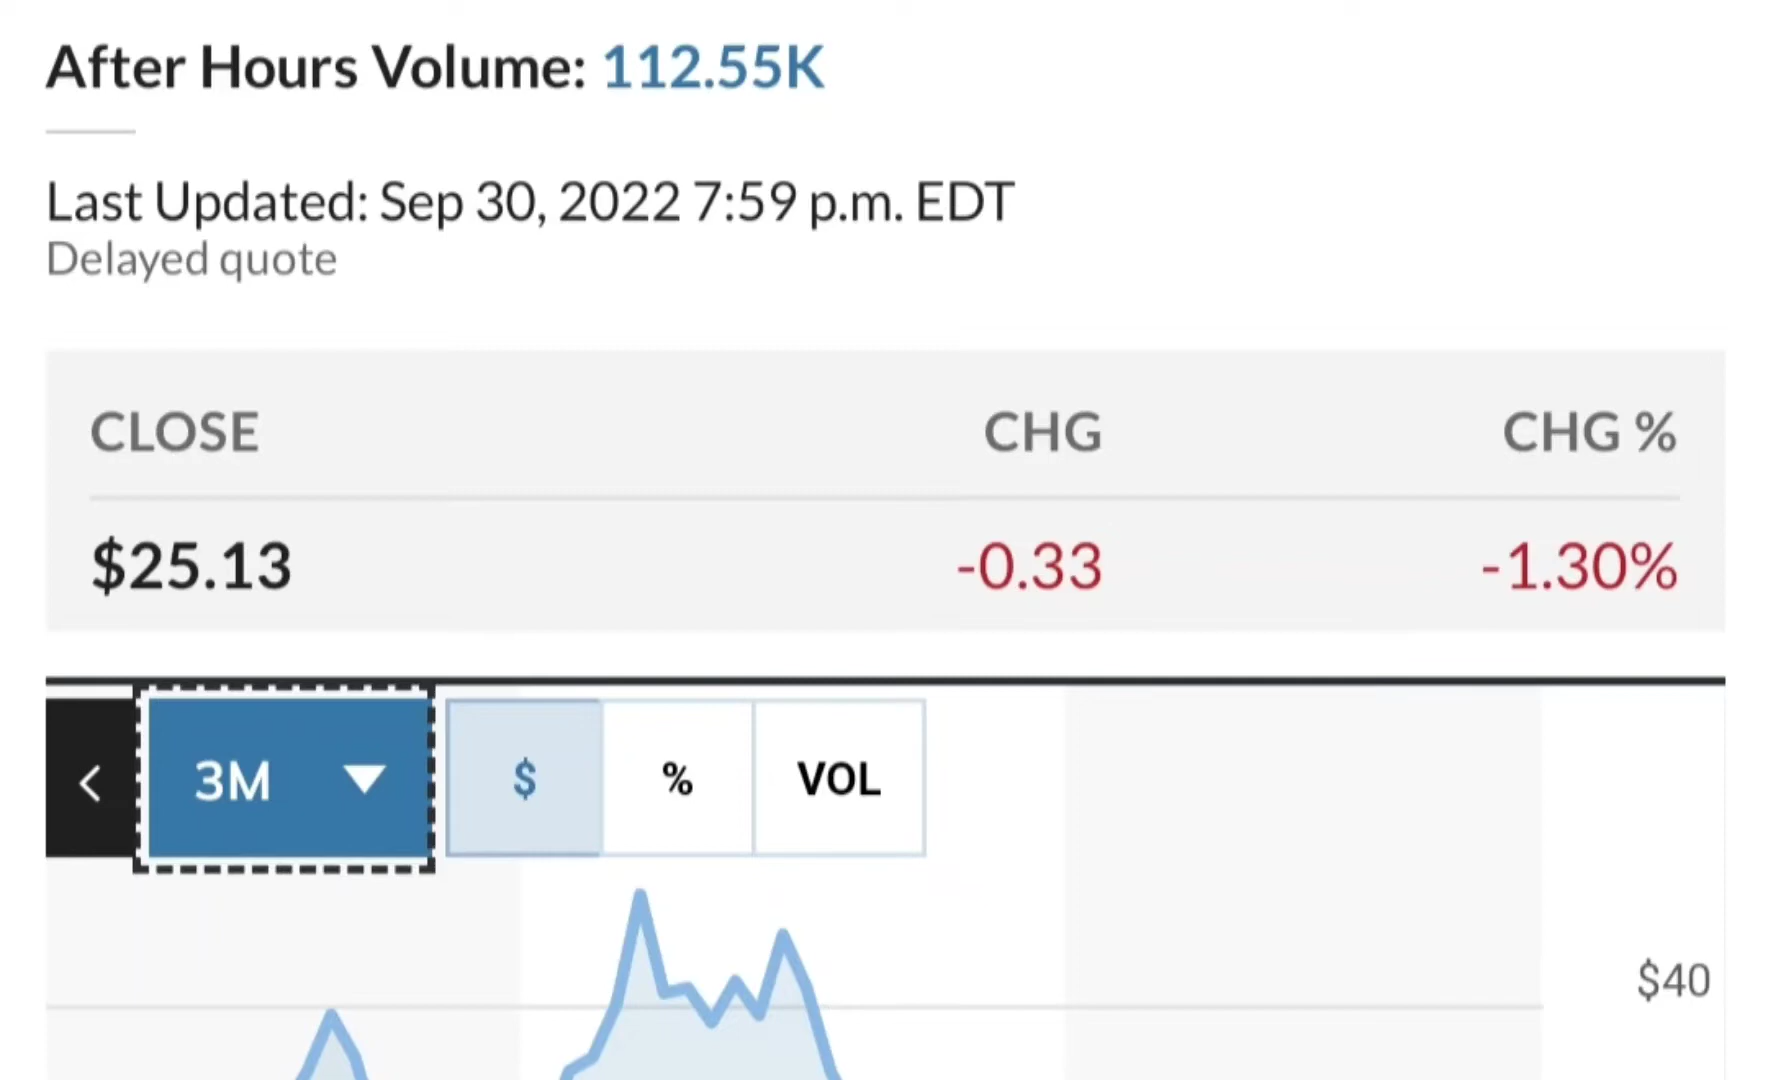 After Hours Volume: 112.55K
Last Updated: Sep 30, 2022 7:59 p.m. EDT
Delayed quote
CLOSE CHG CHG %
$25.13 -0.33 -1.30%
3M $ % VOL
$40